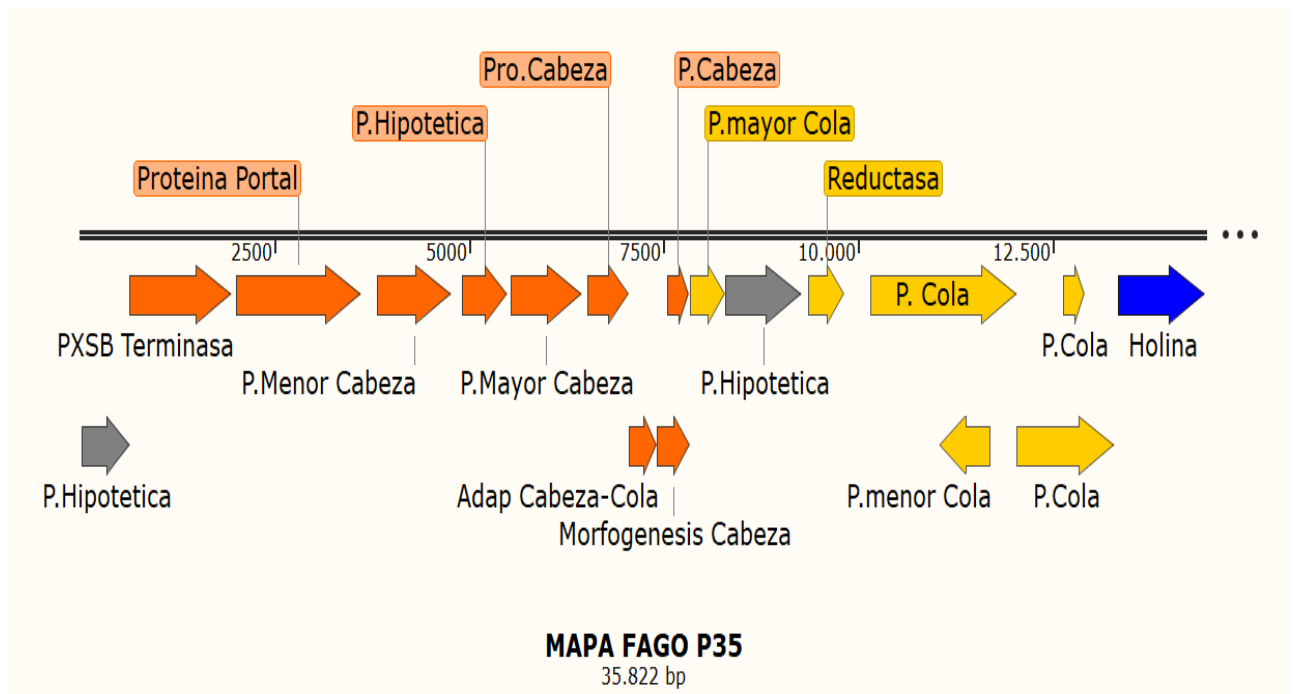 Pro.Cabeza
P.Cabeza
P.Hipotetica
P.mayor Cola
Proteina Portal
Reductasa
2500
5000
7500
10.000
12.500
P. Cola
PXSB Terminasa
P.Cola
Holina
P.Menor Cabeza
P.Mayor Cabeza
P.Hipotetica
P.Hipotetica
Adap Cabeza-Cola
P.menor Cola
P.Cola
Morfogenesis Cabeza
MAPA FAGO P35
35.822 bp